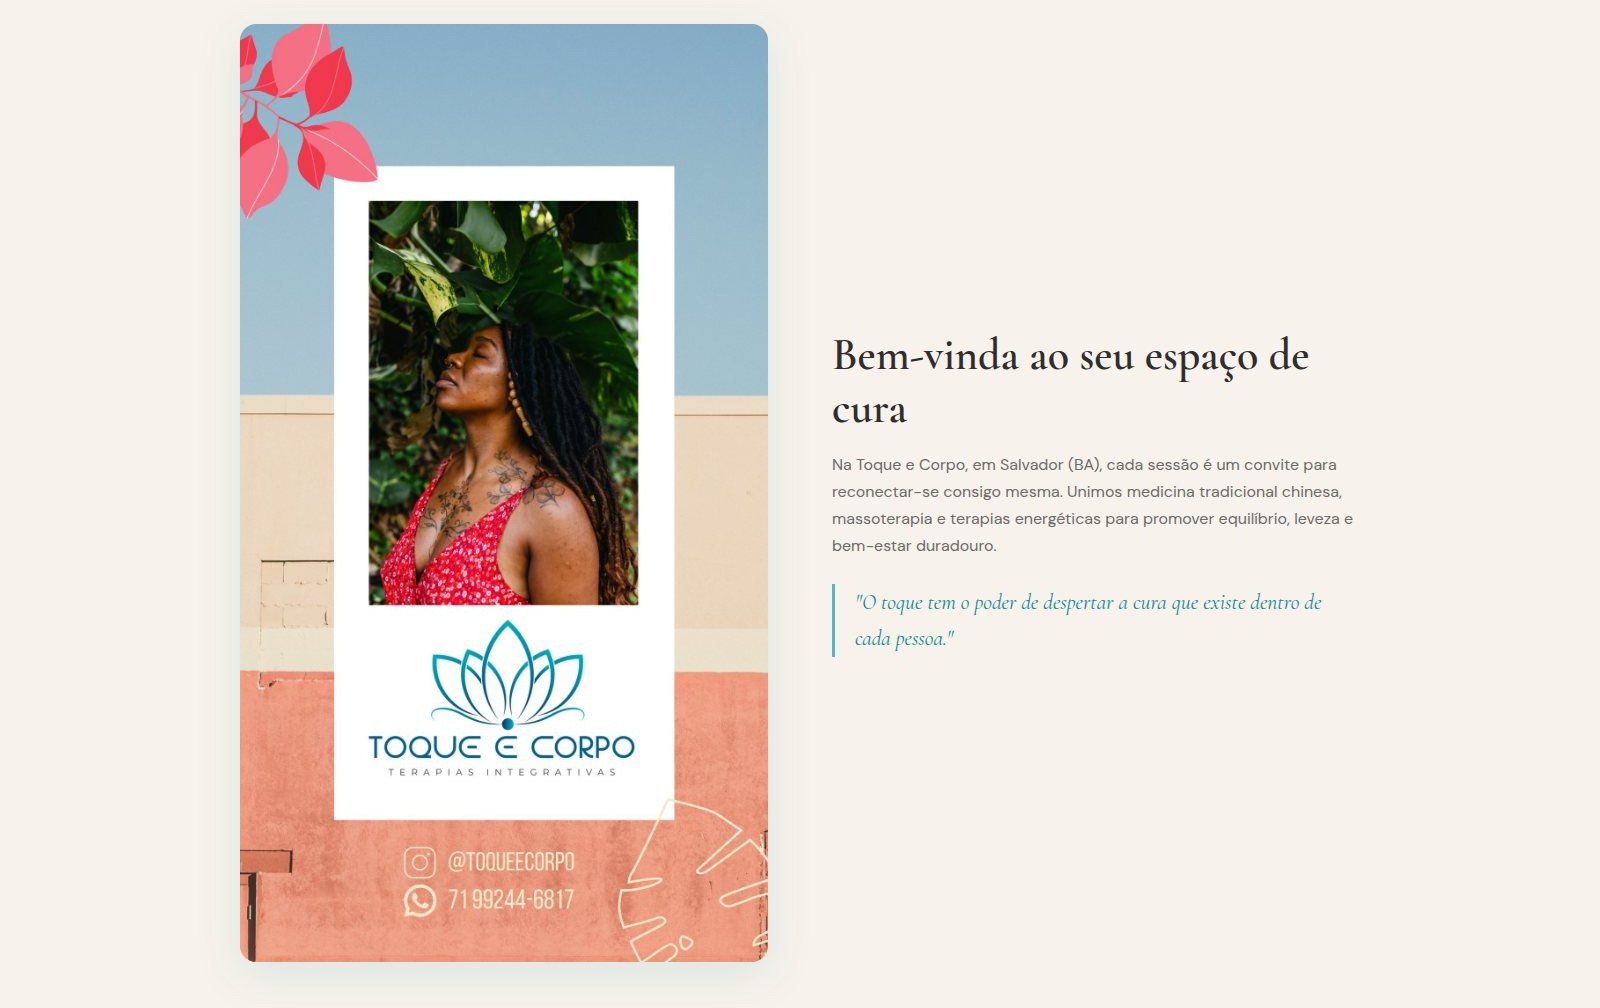 TOQUE E CORPO
TERAPIAS INTEGRATIVAS
@TOQUEECORPO
71 99244-6817
Bem-vinda ao seu espaço de
cura
Na Toque e Corpo, em Salvador (BA), cada sessão é um convite para
reconectar-se consigo mesma. Unimos medicina tradicional chinesa,
massoterapia e terapias energéticas para promover equilíbrio, leveza e
bem-estar duradouro.
"O toque tem o poder de despertar a cura que existe dentro de
cada pessoa."